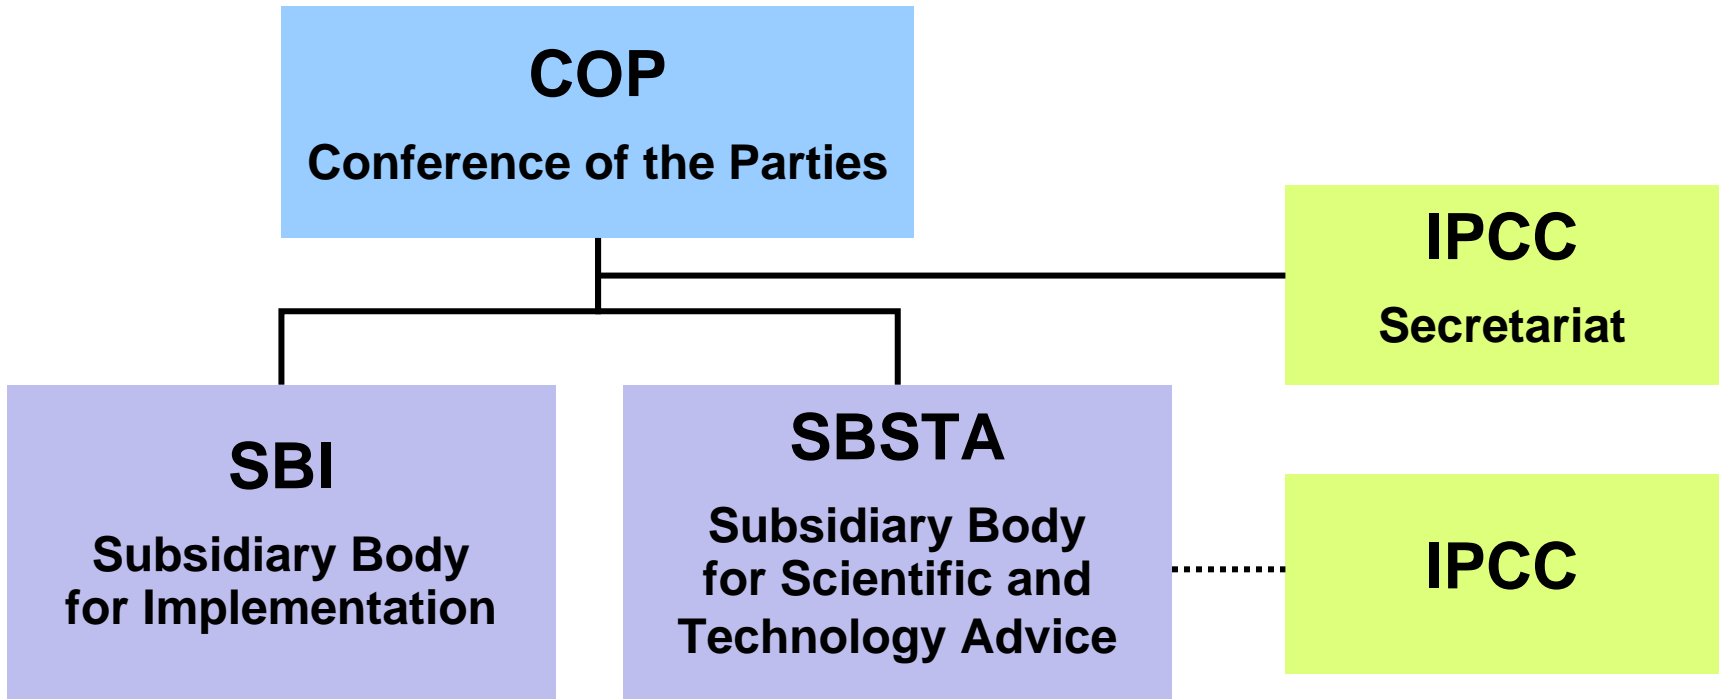 COP
Conference of the Parties
IPCC
Secretariat
SBI
Subsidiary Body
for Implementation
SBSTA
Subsidiary Body
for Scientific and
Technology Advice
IPCC